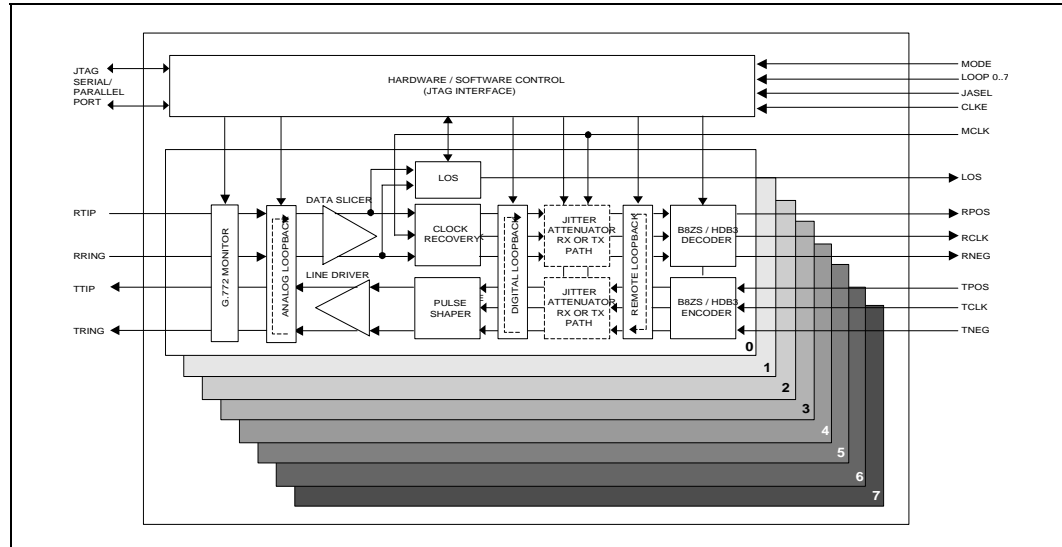 JTAG
SERIAL/
PARALLEL
PORT
HARDWARE / SOFTWARE CONTROL
(JTAG INTERFACE)
MODE
LOOP 0..7
JASEL
CLKE
MCLK
LOS
LOS
RTIP
RRING
TTIP
TRING
G.772 MONITOR
ANALOG LOOPBACK
DATA SLICER
LINE DRIVER
CLOCK
RECOVERY
PULSE
SHAPER
DIGITAL LOOPBACK
JITTER
ATTENUATOR
RX OR TX
PATH
JITTER
ATTENUATOR
RX OR TX
PATH
REMOTE LOOPBACK
B8ZS / HDB3
DECODER
B8ZS / HDB3
ENCODER
RPOS
RCLK
RNEG
TPOS
TCLK
TNEG
0
1
2
3
4
5
6
7